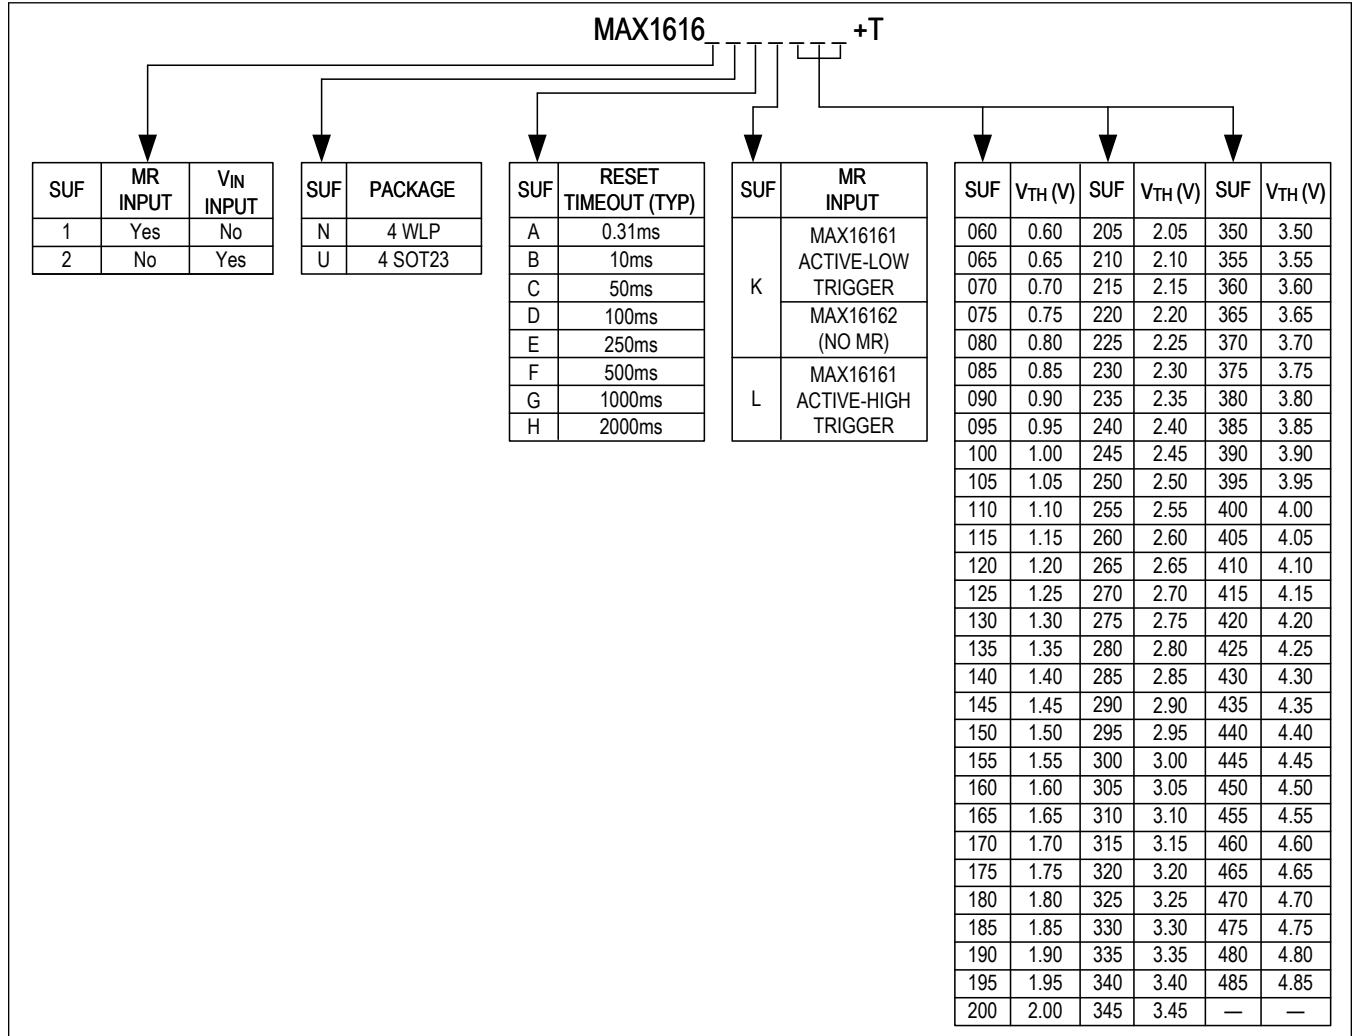 MAX1616_ _ _ _ _ _ _ +T
SUF MR INPUT VIN INPUT
1 Yes No
2 No Yes
SUF PACKAGE
N 4 WLP
U 4 SOT23
SUF RESET TIMEOUT (TYP)
A 0.31ms
B 10ms
C 50ms
D 100ms
E 250ms
F 500ms
G 1000ms
H 2000ms
SUF MR INPUT
K MAX16161 ACTIVE-LOW TRIGGER
MAX16162 (NO MR)
L MAX16161 ACTIVE-HIGH TRIGGER
SUF VTH (V) SUF VTH (V) SUF VTH (V)
060 0.60 205 2.05 350 3.50
065 0.65 210 2.10 355 3.55
070 0.70 215 2.15 360 3.60
075 0.75 220 2.20 365 3.65
080 0.80 225 2.25 370 3.70
085 0.85 230 2.30 375 3.75
090 0.90 235 2.35 380 3.80
095 0.95 240 2.40 385 3.85
100 1.00 245 2.45 390 3.90
105 1.05 250 2.50 395 3.95
110 1.10 255 2.55 400 4.00
115 1.15 260 2.60 405 4.05
120 1.20 265 2.65 410 4.10
125 1.25 270 2.70 415 4.15
130 1.30 275 2.75 420 4.20
135 1.35 280 2.80 425 4.25
140 1.40 285 2.85 430 4.30
145 1.45 290 2.90 435 4.35
150 1.50 295 2.95 440 4.40
155 1.55 300 3.00 445 4.45
160 1.60 305 3.05 450 4.50
165 1.65 310 3.10 455 4.55
170 1.70 315 3.15 460 4.60
175 1.75 320 3.20 465 4.65
180 1.80 325 3.25 470 4.70
185 1.85 330 3.30 475 4.75
190 1.90 335 3.35 480 4.80
195 1.95 340 3.40 485 4.85
200 2.00 345 3.45 — —